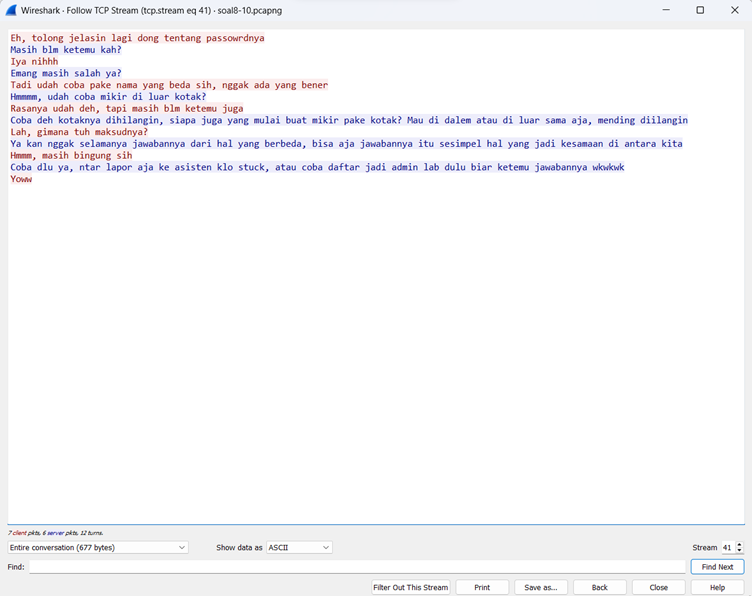 Wireshark · Follow TCP Stream (tcp.stream eq 41) · soal8-10.pcapng
Eh, tolong jelasin lagi dong tentang passowrdnya
Masih blm ketemu kah?
Iya nihhh
Emang masih salah ya?
Tadi udah coba pake nama yang beda sih, nggak ada yang bener
Hmmmm, udah coba mikir di luar kotak?
Rasanya udah deh, tapi masih blm ketemu juga
Coba deh kotaknya dihilangin, siapa juga yang mulai buat mikir pake kotak? Mau di dalem atau di luar sama aja, mending diilangin
Lah, gimana tuh maksudnya?
Ya kan nggak selamanya jawabannya dari hal yang berbeda, bisa aja jawabannya itu sesimpel hal yang jadi kesamaan di antara kita
Hmmm, masih bingung sih
Coba dlu ya, ntar lapor aja ke asisten klo stuck, atau coba daftar jadi admin lab dulu biar ketemu jawabannya wkwkwk
Yoww
7 client pkts, 6 server pkts, 12 turns.
Entire conversation (677 bytes) Show data as ASCII Stream 41
Find: Find Next
Filter Out This Stream Print Save as... Back Close Help